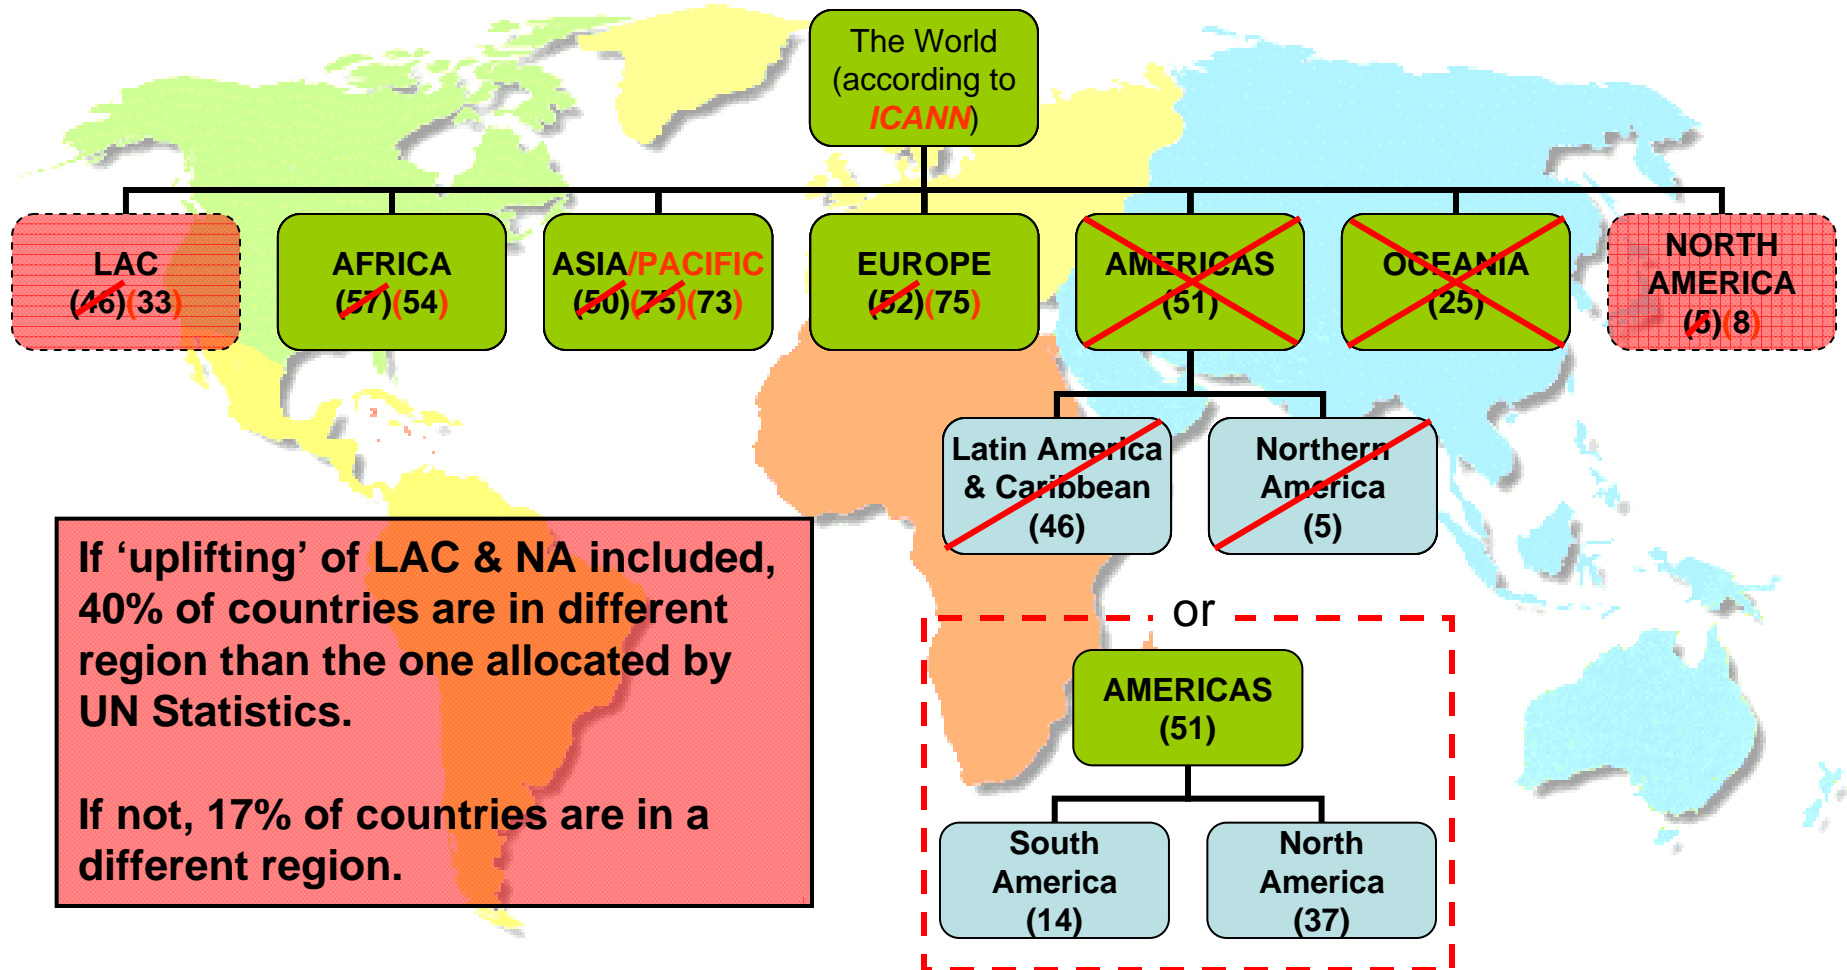 The World
(according to
ICANN)
LAC
(46)(33)
AFRICA
(57)(54)
ASIA/PACIFIC
(50)(75)(73)
EUROPE
(52)(75)
AMERICAS
(51)
OCEANIA
(25)
NORTH
AMERICA
(5)(8)
Latin America
& Caribbean
(46)
Northern
America
(5)
If ‘uplifting’ of LAC & NA included,
40% of countries are in different
region than the one allocated by
UN Statistics.
If not, 17% of countries are in a
different region.
or
AMERICAS
(51)
South
America
(14)
North
America
(37)